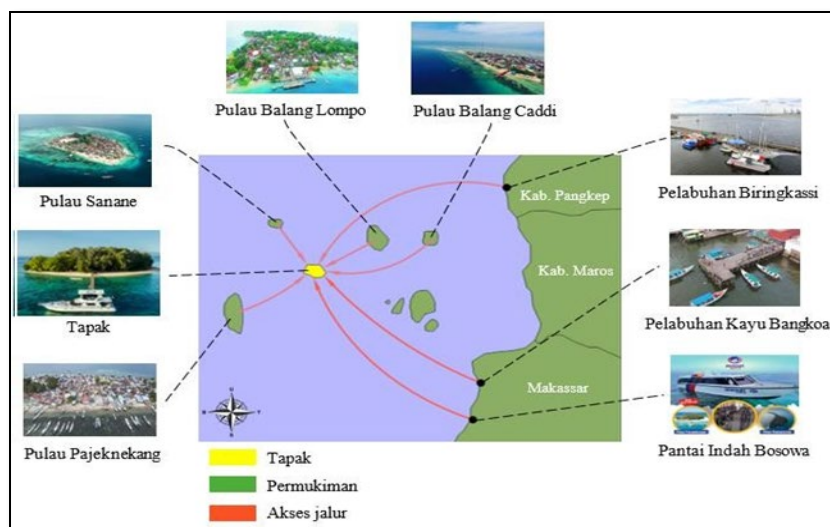 Pulau Balang Lompo
Pulau Balang Caddi
Pulau Sanane
Kab. Pangkep
Pelabuhan Biringkassi
Kab. Maros
Tapak
Pelabuhan Kayu Bangkoa
Makassar
Pulau Pajeknekang
Pantai Indah Bosowa
Tapak
Permukiman
Akses jalur